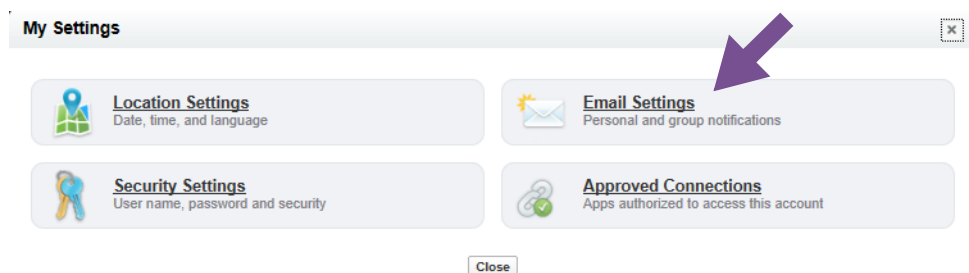 My Settings
Location Settings
Date, time, and language
Email Settings
Personal and group notifications
Security Settings
User name, password and security
Approved Connections
Apps authorized to access this account
Close